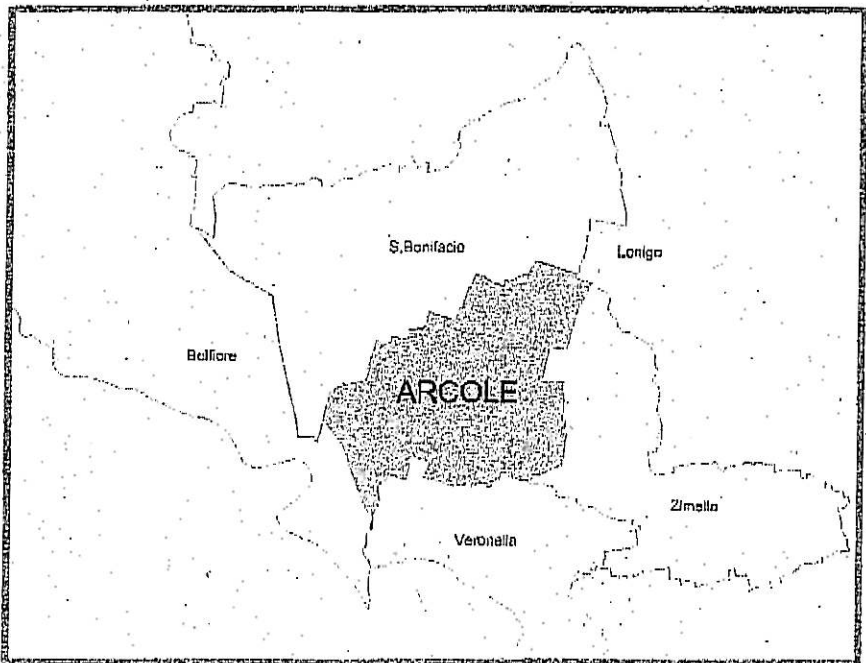 S.Bonifacio
Lonigo
Belfiore
ARCOLE
Zimella
Veronella